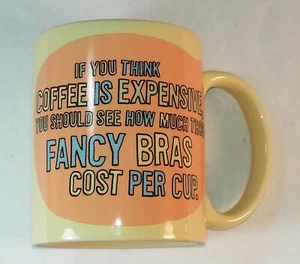 IF YOU THINK
COFFEE IS EXPENSIVE
YOU SHOULD SEE HOW MUCH
FANCY BRAS
COST PER CUP.